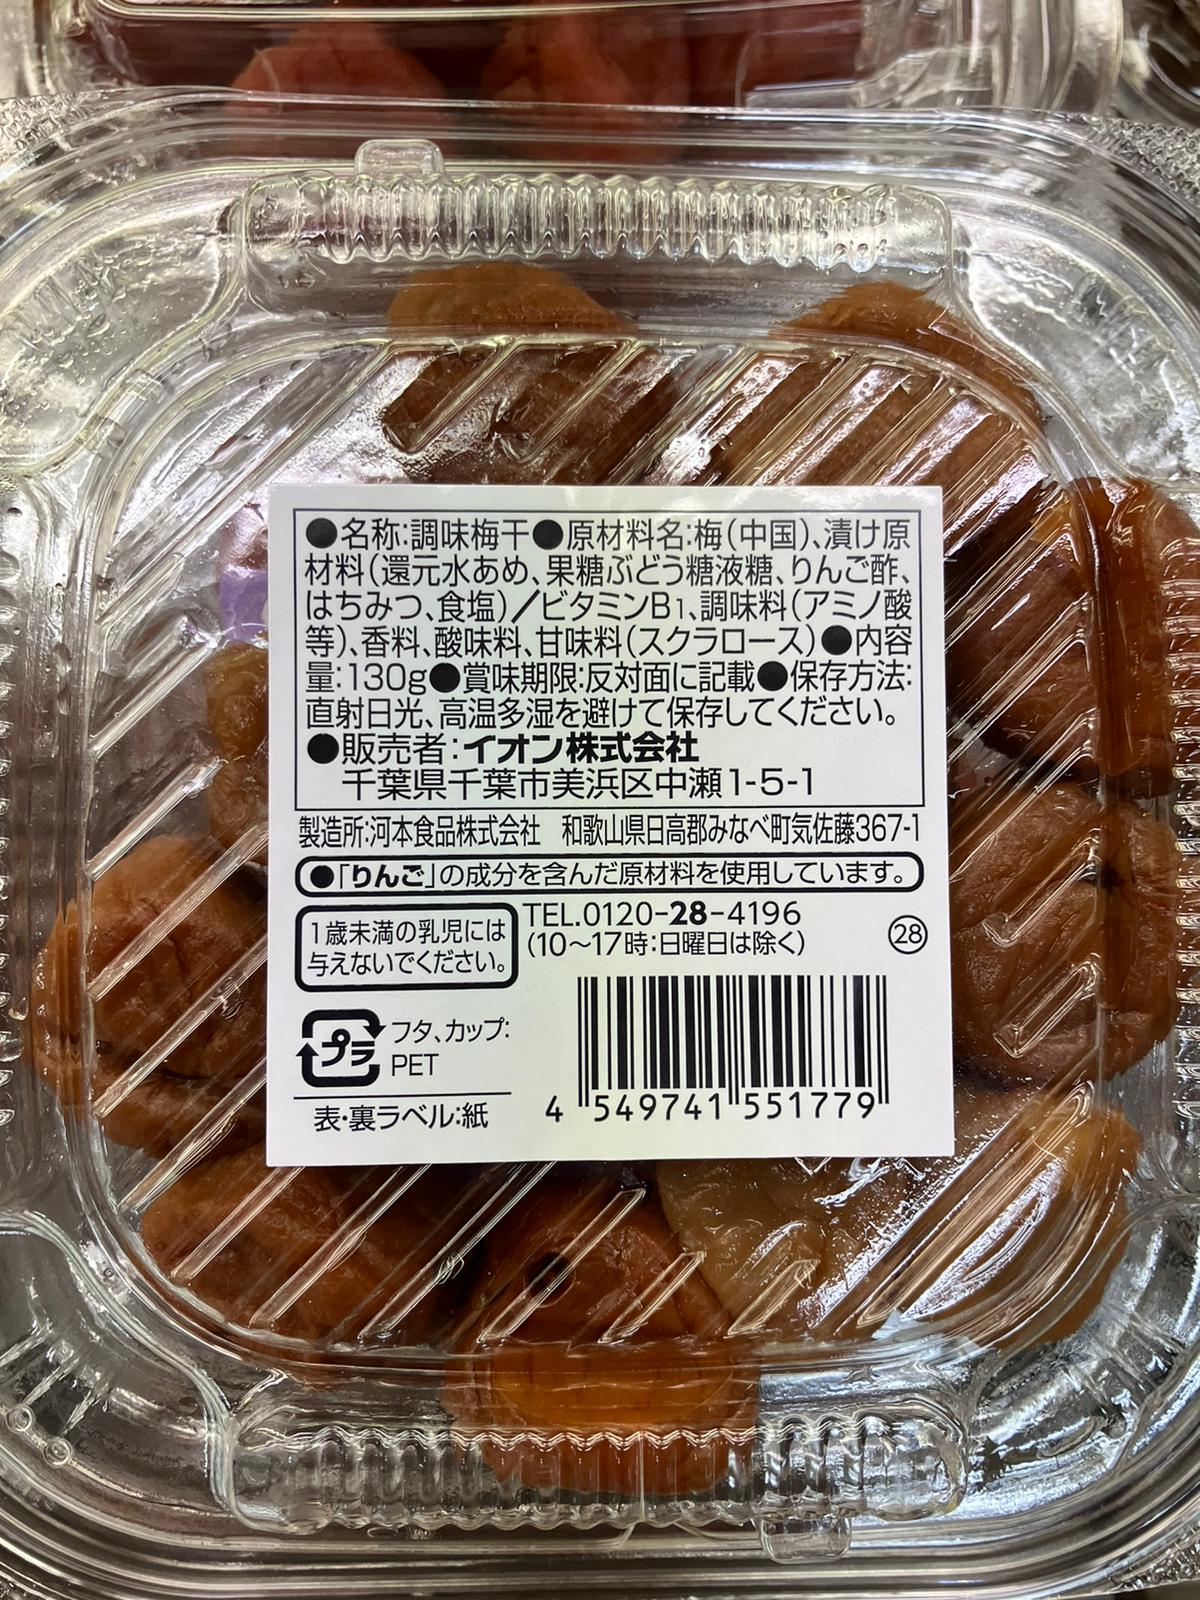 ●名称:調味梅干●原材料名:梅(中国)、漬け原
材料(還元水あめ、果糖ぶどう糖液糖、りんご酢、
はちみつ、食塩)/ビタミンB1、調味料(アミノ酸
等)、香料、酸味料、甘味料(スクラロース)●内容
量:130g●賞味期限:反対面に記載●保存方法:
直射日光、高温多湿を避けて保存してください。
●販売者:イオン株式会社
千葉県千葉市美浜区中瀬1-5-1
製造所:河本食品株式会社 和歌山県日高郡みなべ町気佐藤367-1
●「りんご」の成分を含んだ原材料を使用しています。
1歳未満の乳児には
与えないでください。
TEL.0120-28-4196
(10〜17時:日曜日は除く)
28
プラ
フタ、カップ:
PET
表・裏ラベル:紙
4 549741 551779